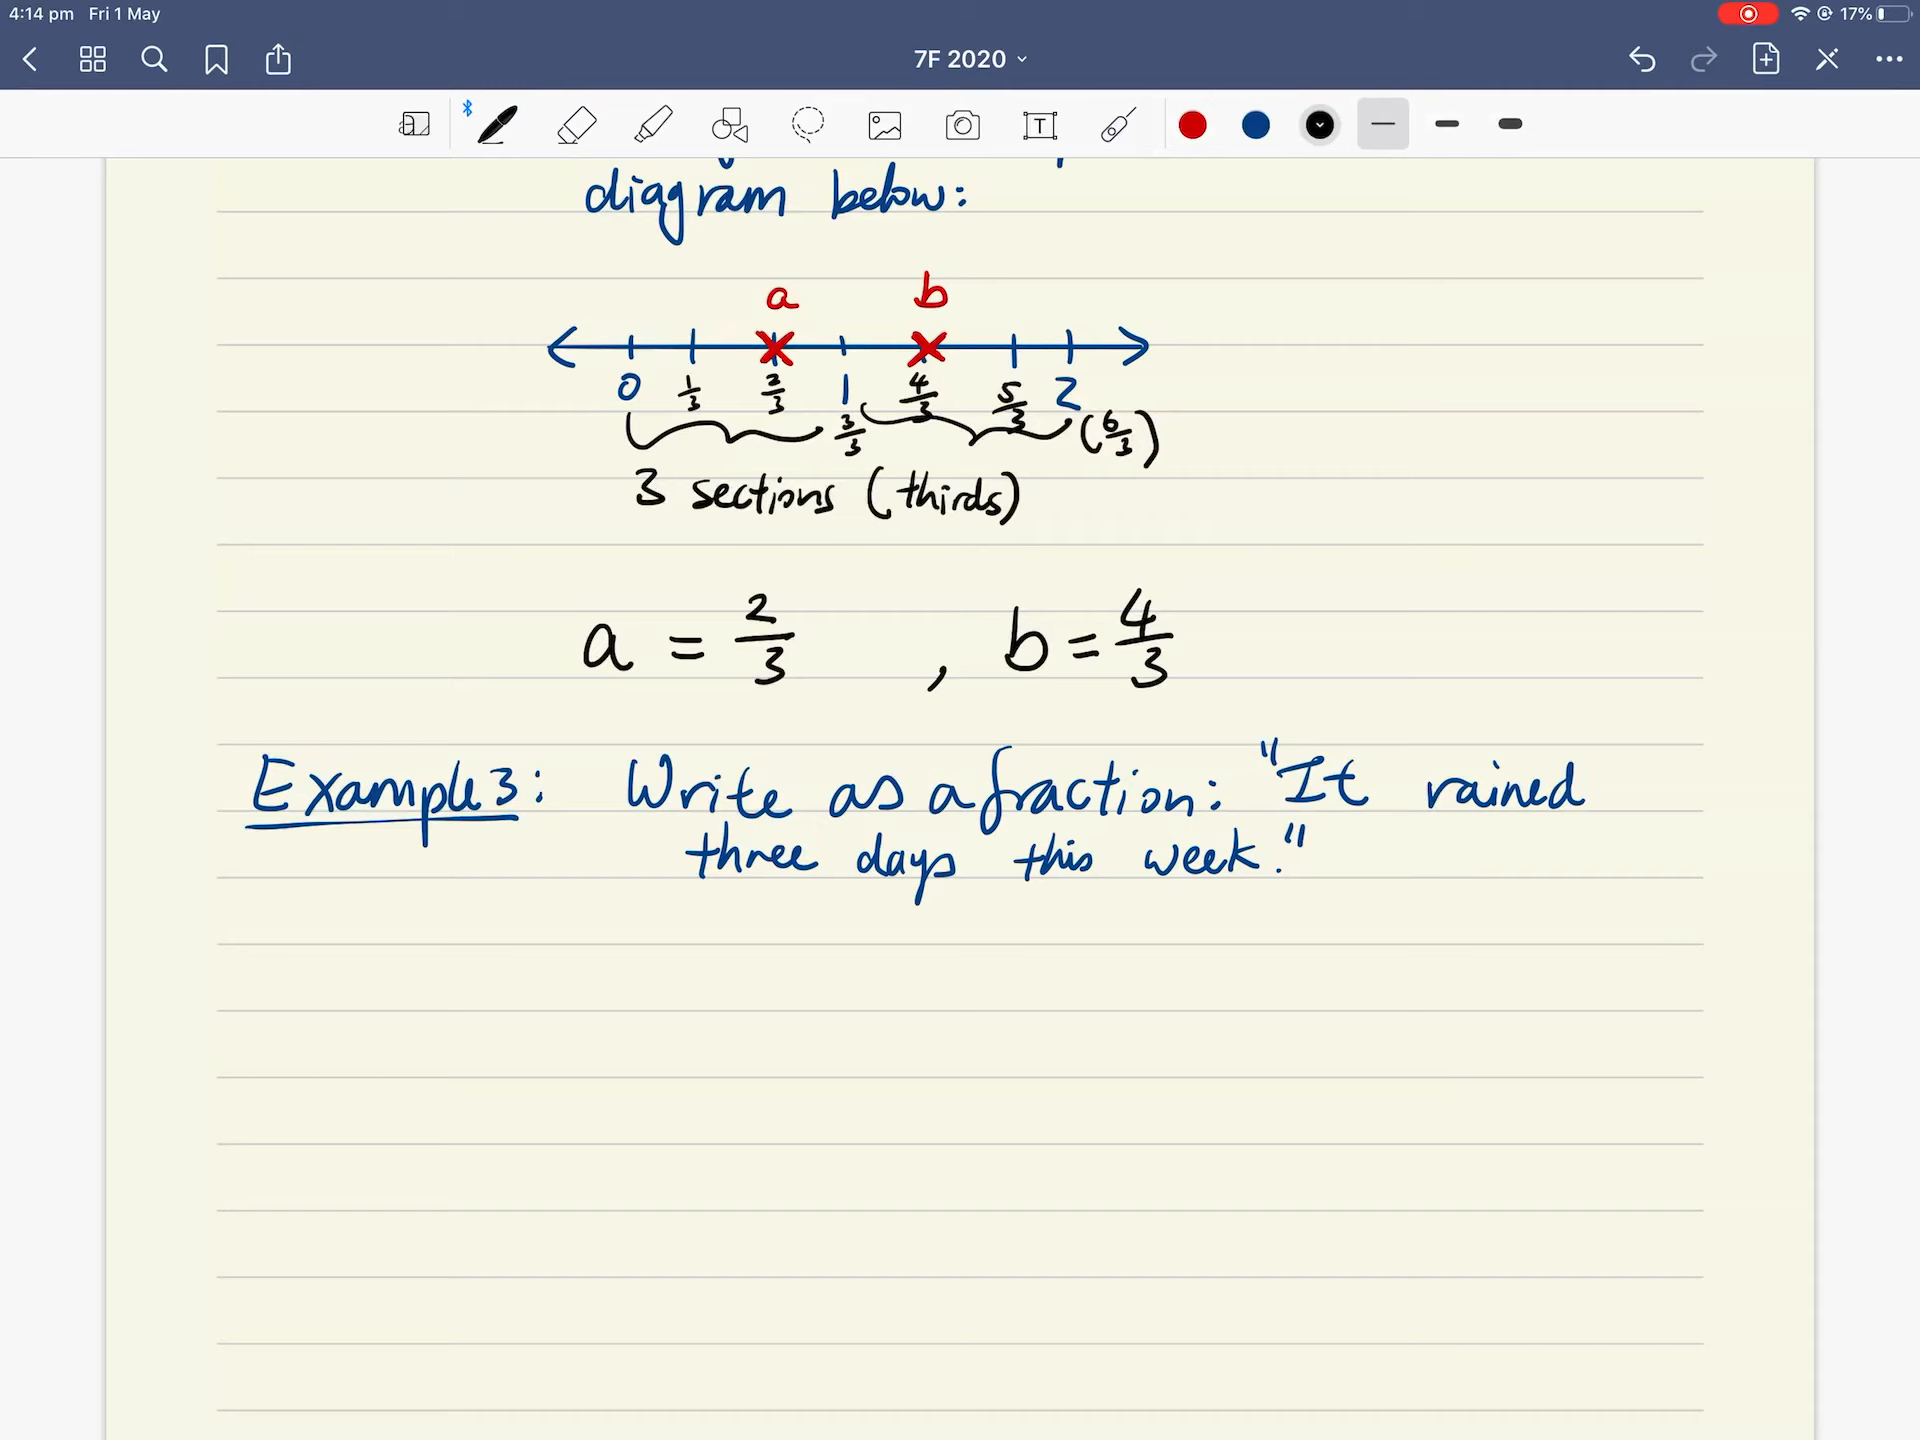 4:14 pm Fri 1 May 17%
7F 2020
diagram below:
a b
0 1/3 2/3 1 4/3 5/3 2
3/3 (6/3)
3 sections (thirds)
a = 2/3 , b = 4/3
Example 3: Write as a fraction: "It rained
three days this week."